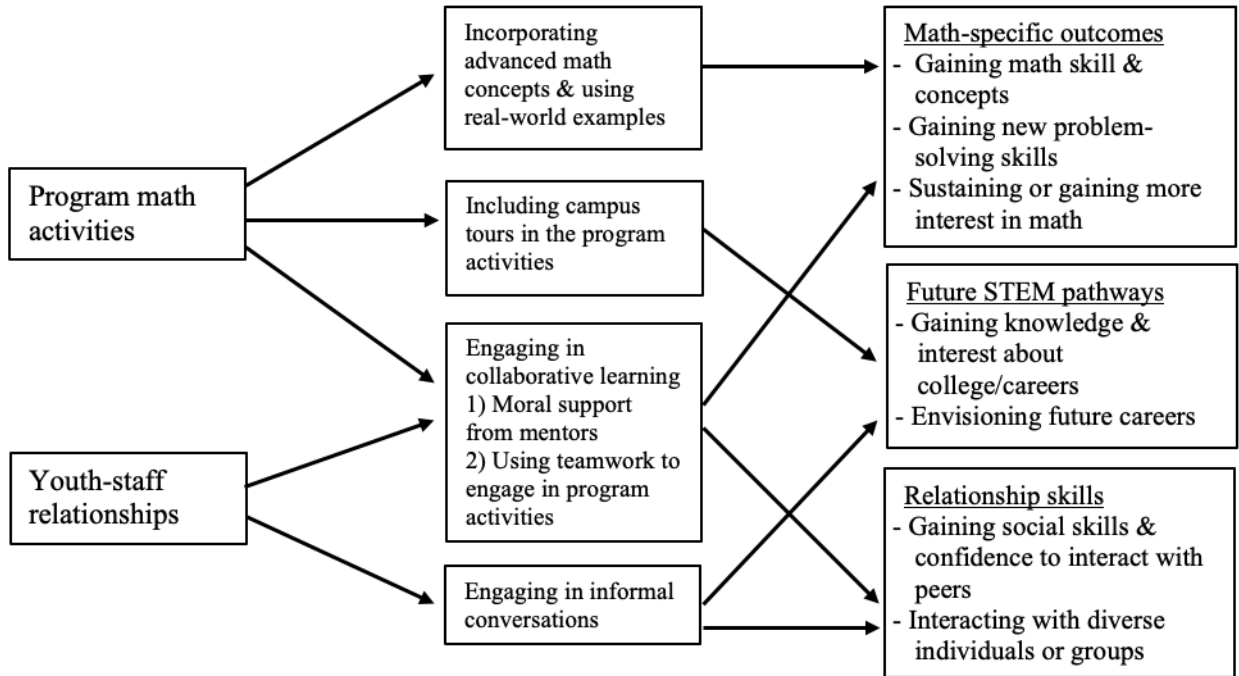 Program math
activities
Youth-staff
relationships
Incorporating
advanced math
concepts & using
real-world examples
Including campus
tours in the program
activities
Engaging in
collaborative learning
1) Moral support
from mentors
2) Using teamwork to
engage in program
activities
Engaging in informal
conversations
Math-specific outcomes
- Gaining math skill &
concepts
- Gaining new problem-
solving skills
- Sustaining or gaining more
interest in math
Future STEM pathways
- Gaining knowledge &
interest about
college/careers
- Envisioning future careers
Relationship skills
- Gaining social skills &
confidence to interact with
peers
- Interacting with diverse
individuals or groups